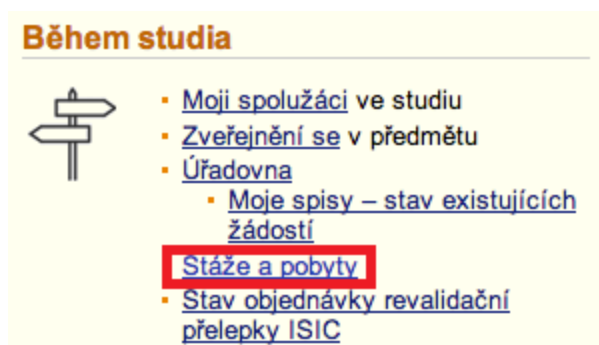 Během studia
Moji spolužáci ve studiu
Zveřejnění se v předmětu
Úřadovna
Moje spisy – stav existujících
žádostí
Stáže a pobyty
Stav objednávky revalidační
přelepky ISIC